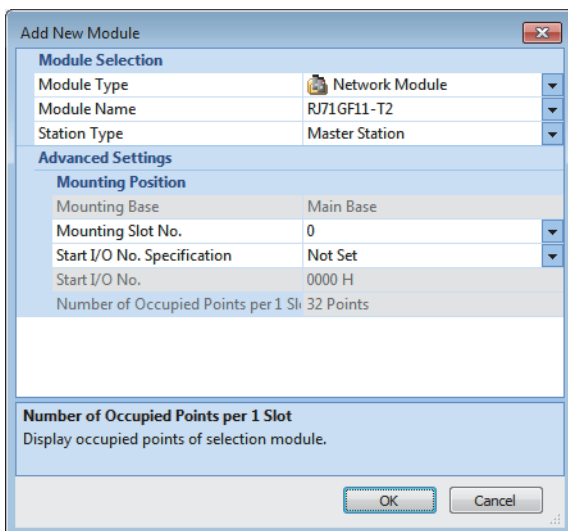 Add New Module
Module Selection
Module Type Network Module
Module Name RJ71GF11-T2
Station Type Master Station
Advanced Settings
Mounting Position
Mounting Base Main Base
Mounting Slot No. 0
Start I/O No. Specification Not Set
Start I/O No. 0000 H
Number of Occupied Points per 1 Sl 32 Points
Number of Occupied Points per 1 Slot
Display occupied points of selection module.
OK Cancel